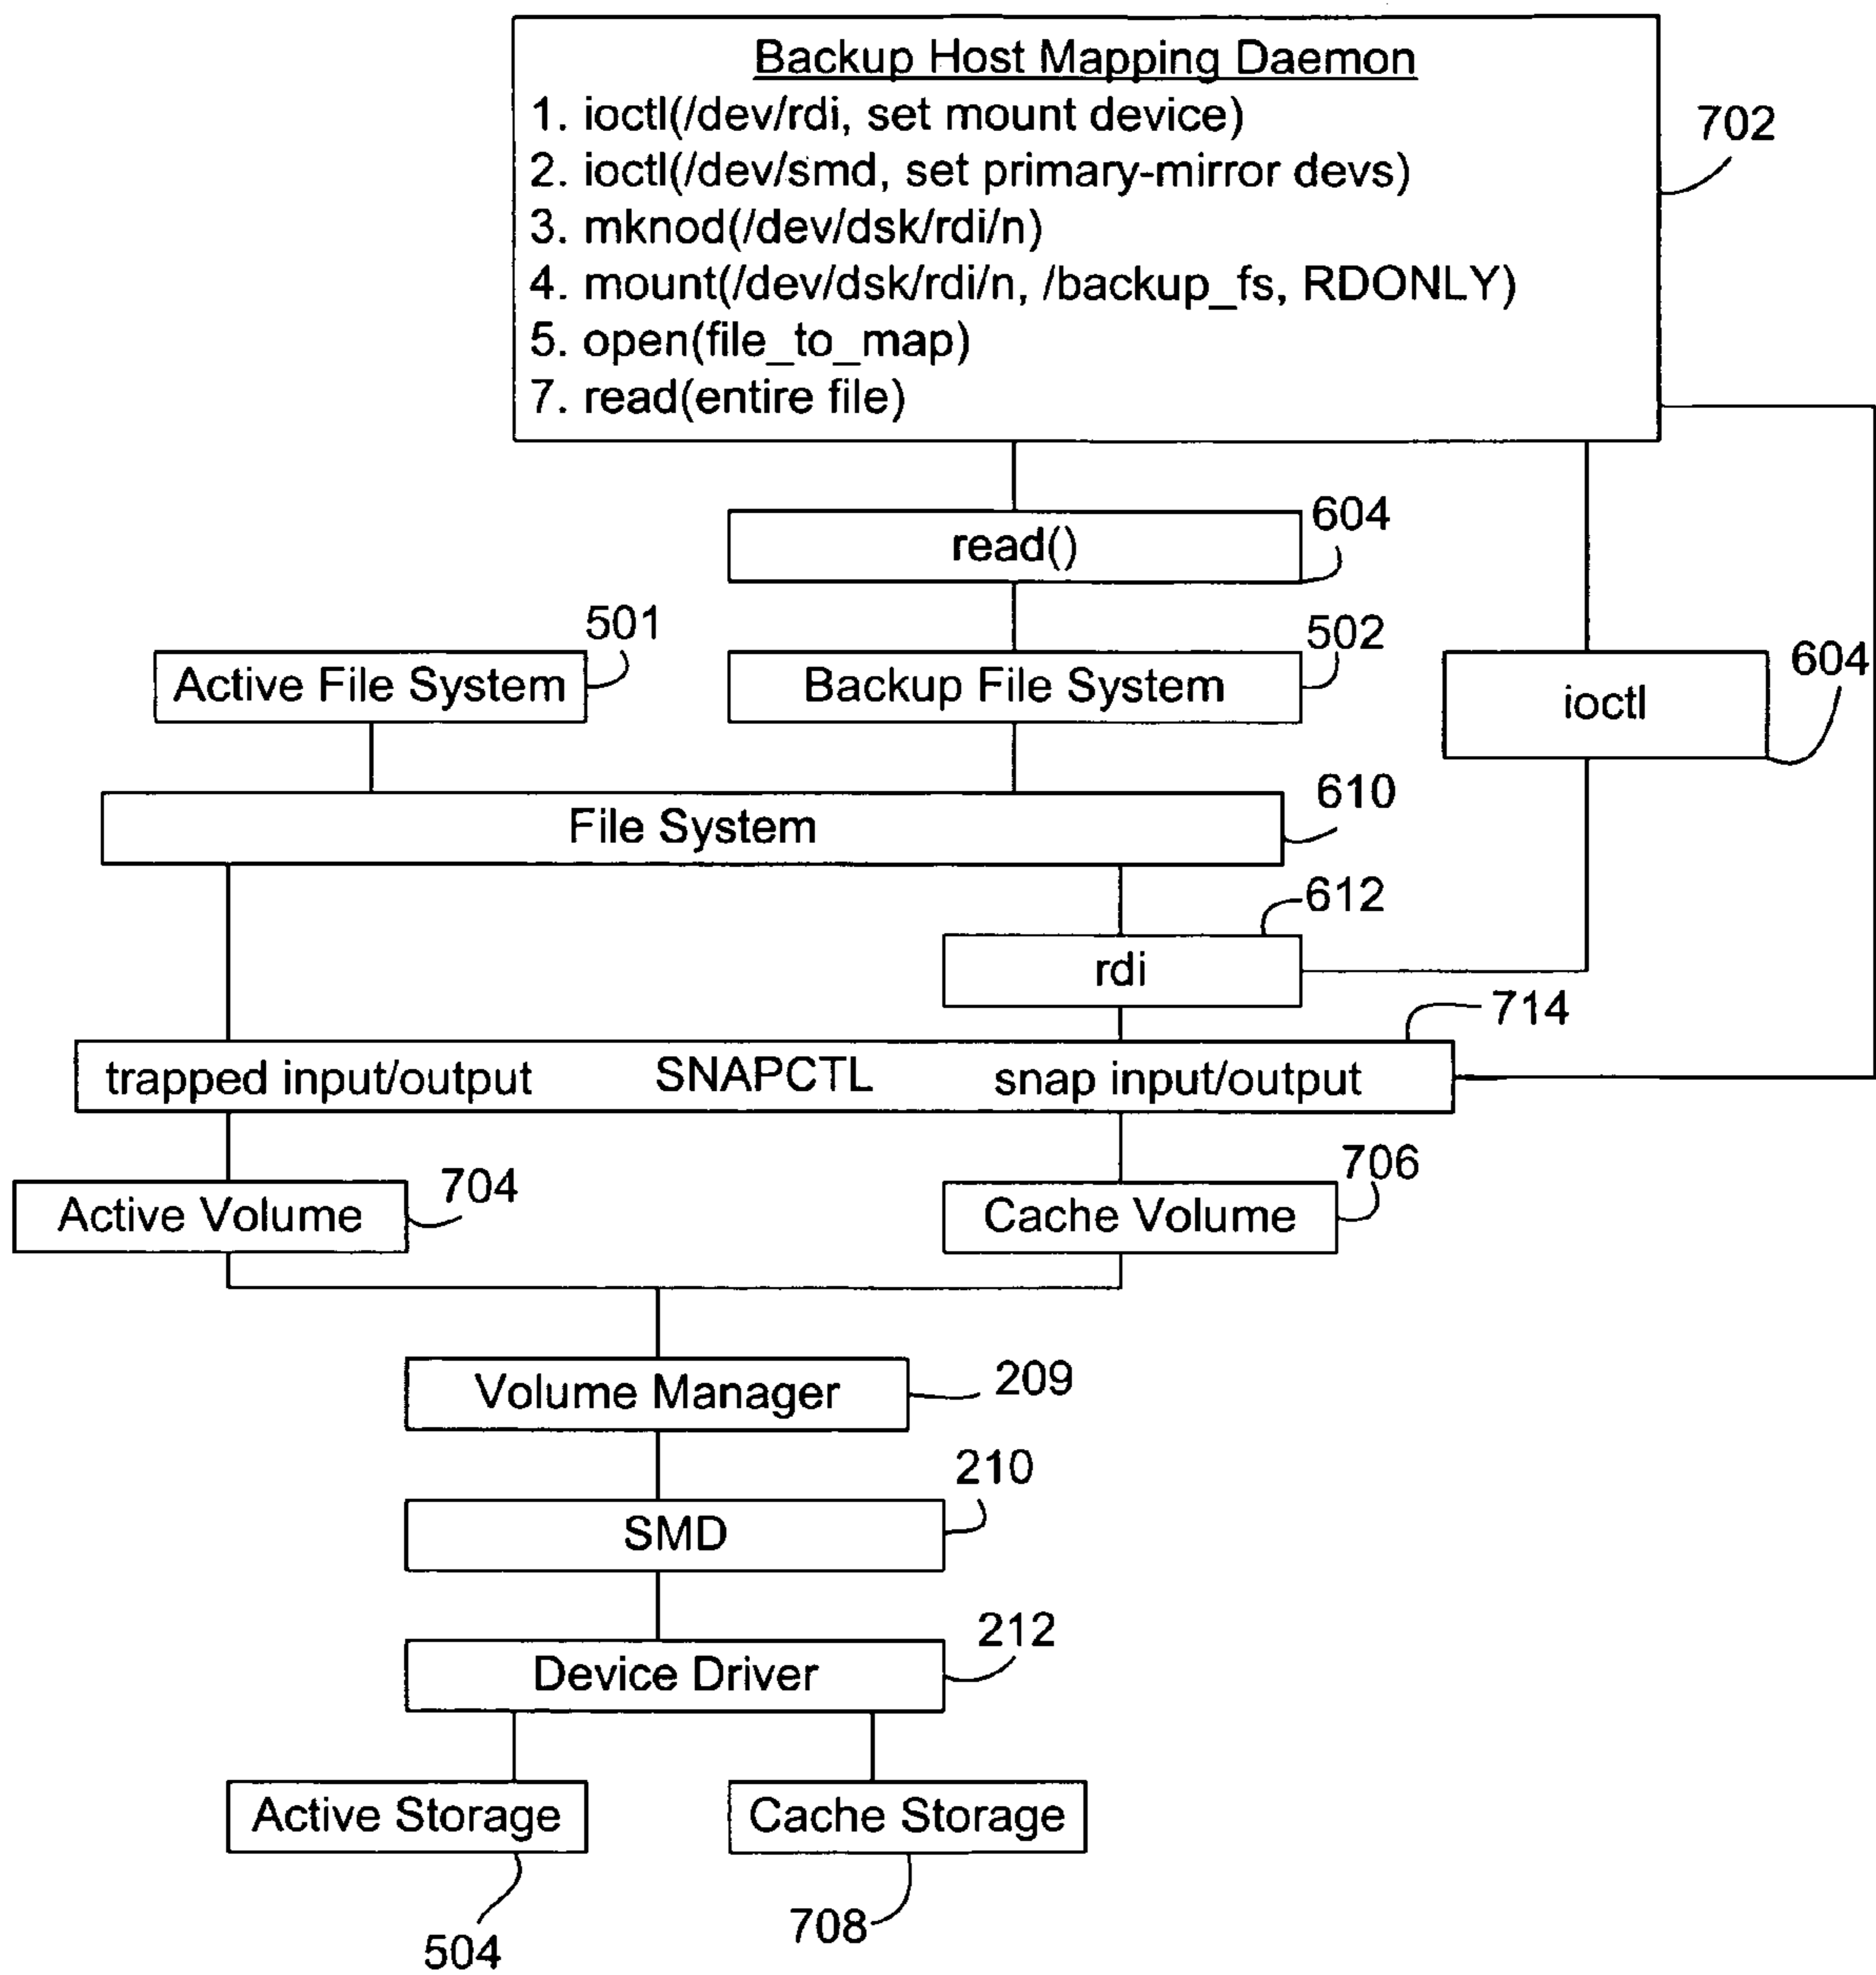 Backup Host Mapping Daemon
1. ioctl(/dev/rdi, set mount device)
2. ioctl(/dev/smd, set primary-mirror devs)
3. mknod(/dev/dsk/rdi/n)
4. mount(/dev/dsk/rdi/n, /backup_fs, RDONLY)
5. open(file_to_map)
7. read(entire file)
702
read()
604
Active File System
501
Backup File System
502
ioctl
604
File System
610
rdi
612
714
trapped input/output SNAPCTL snap input/output
Active Volume
704
Cache Volume
706
Volume Manager
209
SMD
210
Device Driver
212
Active Storage
Cache Storage
504
708